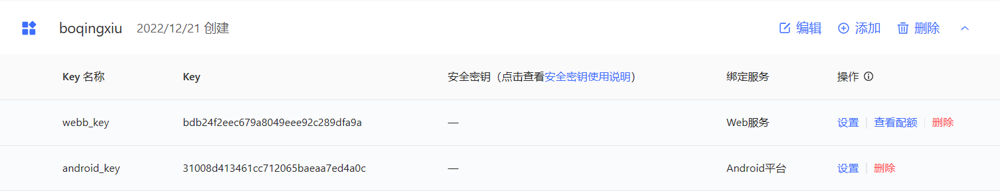 boqingxiu 2022/12/21 创建 编辑 添加 删除
Key 名称 Key 安全密钥（点击查看安全密钥使用说明） 绑定服务 操作
webb_key bdb24f2eec679a8049eee92c289dfa9a — Web服务 设置 查看配额 删除
android_key 31008d413461cc712065baeaa7ed4a0c — Android平台 设置 删除